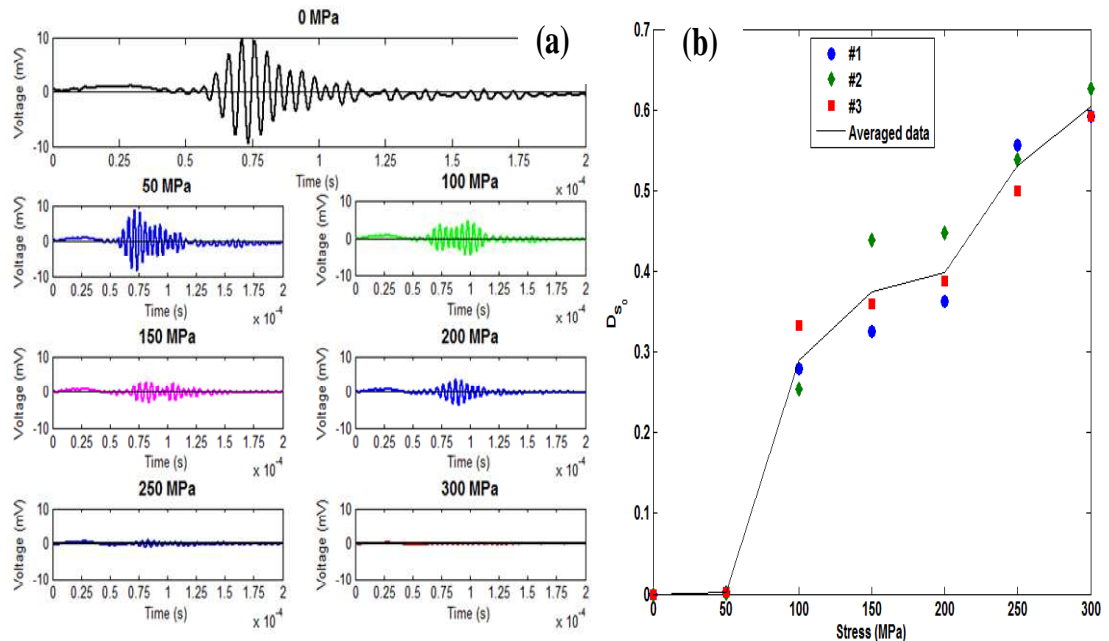 0 MPa
(a)
Voltage (mV)
10
0
-10
0 0.25 0.5 0.75 1 1.25 1.5 1.75 2
Time (s)
x 10⁻⁴
50 MPa
Voltage (mV)
10
0
-10
0 0.25 0.5 0.75 1 1.25 1.5 1.75 2
Time (s)
x 10⁻⁴
100 MPa
Voltage (mV)
10
0
-10
0 0.25 0.5 0.75 1 1.25 1.5 1.75 2
Time (s)
x 10⁻⁴
150 MPa
Voltage (mV)
10
0
-10
0 0.25 0.5 0.75 1 1.25 1.5 1.75 2
Time (s)
x 10⁻⁴
200 MPa
Voltage (mV)
10
0
-10
0 0.25 0.5 0.75 1 1.25 1.5 1.75 2
Time (s)
x 10⁻⁴
250 MPa
Voltage (mV)
10
0
-10
0 0.25 0.5 0.75 1 1.25 1.5 1.75 2
Time (s)
x 10⁻⁴
300 MPa
Voltage (mV)
10
0
-10
0 0.25 0.5 0.75 1 1.25 1.5 1.75 2
Time (s)
x 10⁻⁴
(b)
#1
#2
#3
Averaged data
D_{S_0}
0.7
0.6
0.5
0.4
0.3
0.2
0.1
0
0 50 100 150 200 250 300
Stress (MPa)